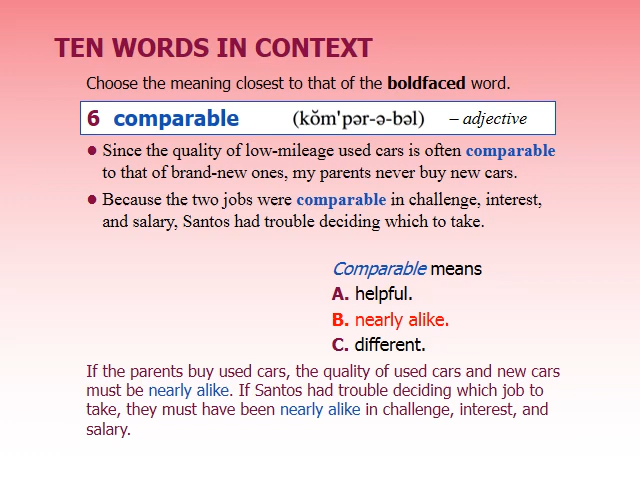 TEN WORDS IN CONTEXT
Choose the meaning closest to that of the boldfaced word.
6 comparable (kŏm'pər-ə-bəl) – adjective
● Since the quality of low-mileage used cars is often comparable
to that of brand-new ones, my parents never buy new cars.
● Because the two jobs were comparable in challenge, interest,
and salary, Santos had trouble deciding which to take.
Comparable means
A. helpful.
B. nearly alike.
C. different.
If the parents buy used cars, the quality of used cars and new cars
must be nearly alike. If Santos had trouble deciding which job to
take, they must have been nearly alike in challenge, interest, and
salary.